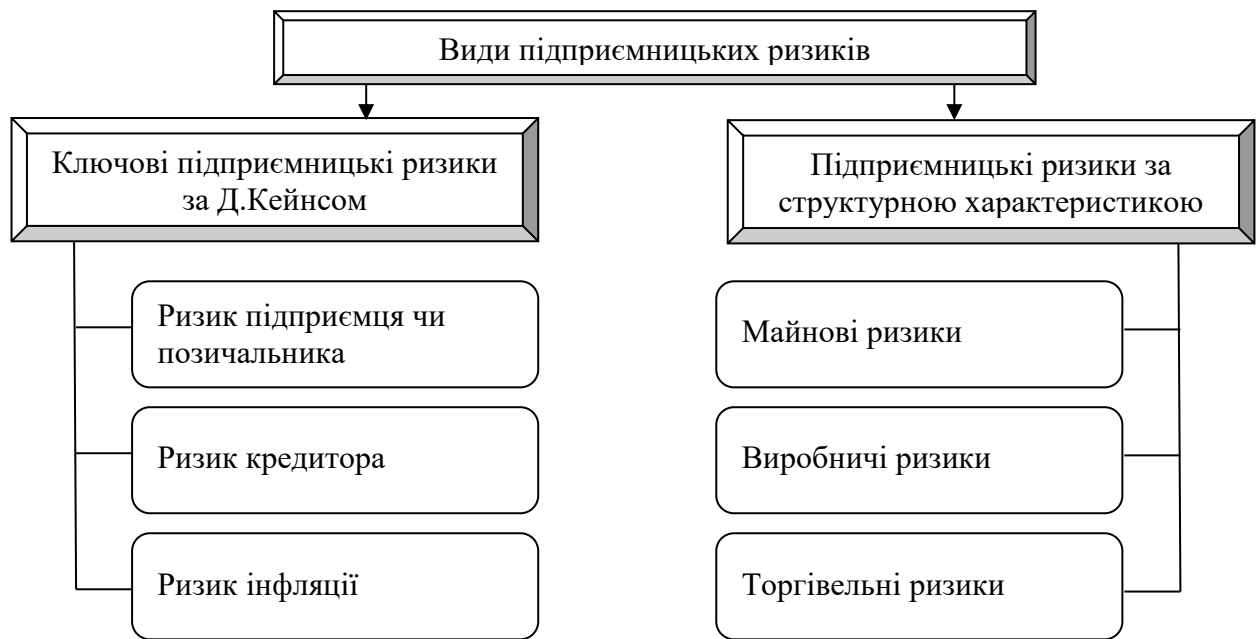 Види підприємницьких ризиків
Ключові підприємницькі ризики
за Д.Кейнсом
Ризик підприємця чи
позичальника
Ризик кредитора
Ризик інфляції
Підприємницькі ризики за
структурною характеристикою
Майнові ризики
Виробничі ризики
Торгівельні ризики